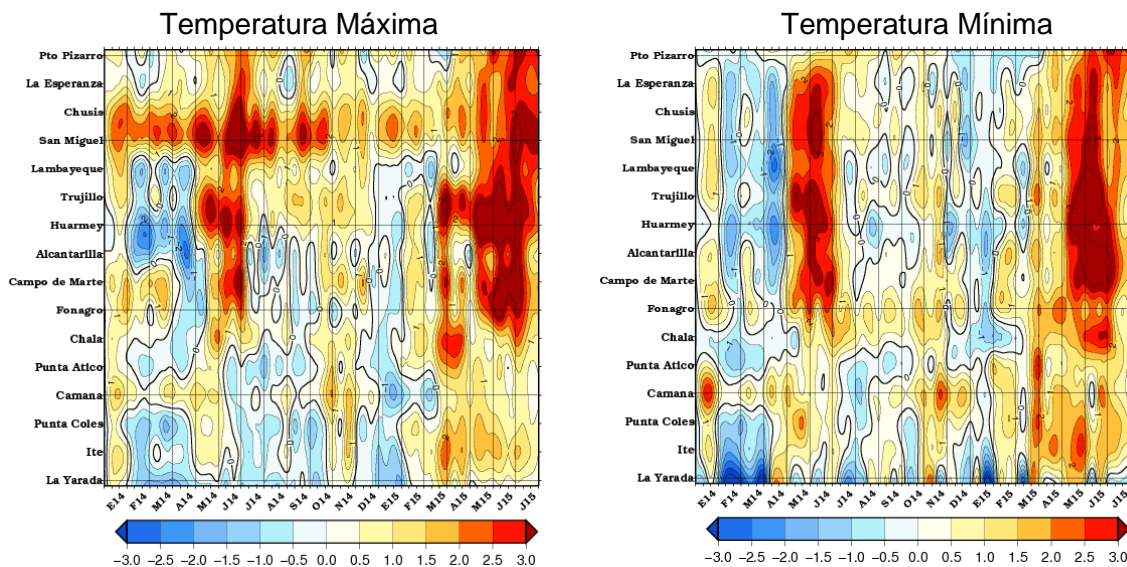 Temperatura Máxima
Pto Pizarro
La Esperanza
Chusis
San Miguel
Lambayeque
Trujillo
Huarmey
Alcantarilla
Campo de Marte
Fonagro
Chala
Punta Atico
Camana
Punta Coles
Ite
La Yarada
E14 F14 M14 A14 M14 J14 J14 A14 S14 O14 N14 D14 E15 F15 M15 A15 M15 J15 J15
−3.0 −2.5 −2.0 −1.5 −1.0 −0.5 0.0 0.5 1.0 1.5 2.0 2.5 3.0
Temperatura Mínima
Pto Pizarro
La Esperanza
Chusis
San Miguel
Lambayeque
Trujillo
Huarmey
Alcantarilla
Campo de Marte
Fonagro
Chala
Punta Atico
Camana
Punta Coles
Ite
La Yarada
E14 F14 M14 A14 M14 J14 J14 A14 S14 O14 N14 D14 E15 F15 M15 A15 M15 J15 J15
−3.0 −2.5 −2.0 −1.5 −1.0 −0.5 0.0 0.5 1.0 1.5 2.0 2.5 3.0